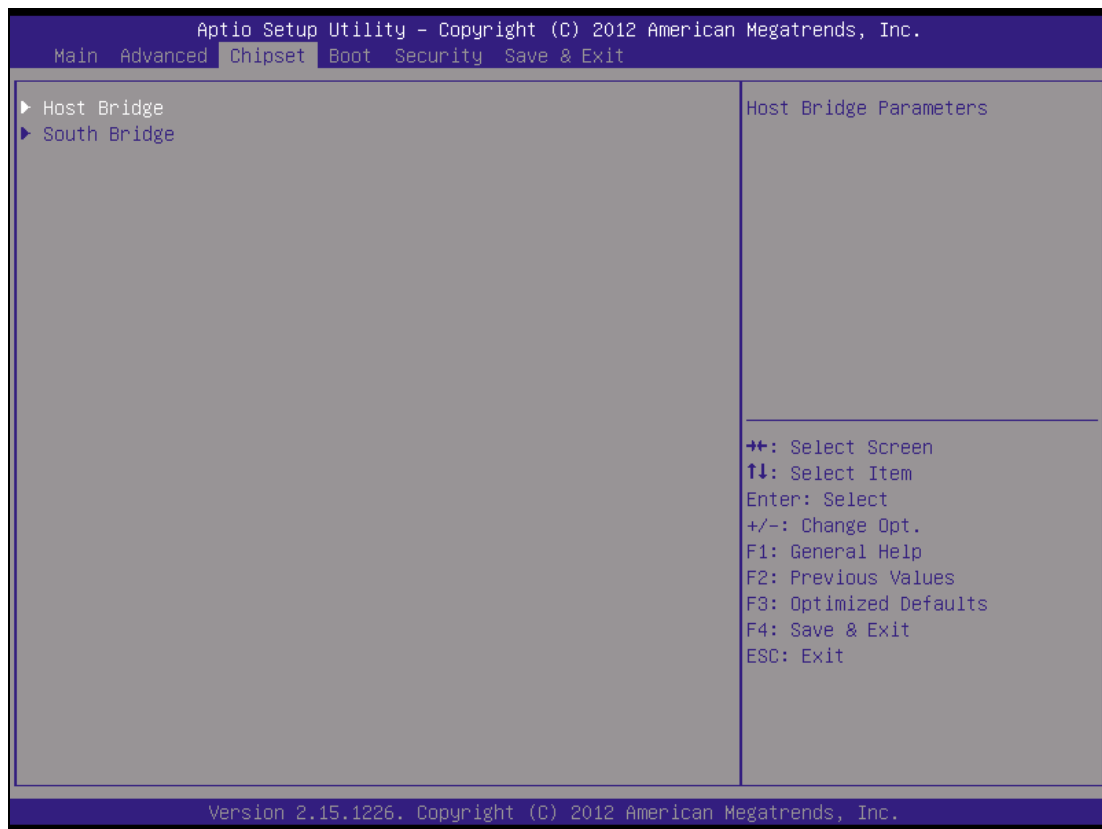 Aptio Setup Utility – Copyright (C) 2012 American Megatrends, Inc.
Main Advanced Chipset Boot Security Save & Exit
▶ Host Bridge
▶ South Bridge
Host Bridge Parameters
→←: Select Screen
↑↓: Select Item
Enter: Select
+/-: Change Opt.
F1: General Help
F2: Previous Values
F3: Optimized Defaults
F4: Save & Exit
ESC: Exit
Version 2.15.1226. Copyright (C) 2012 American Megatrends, Inc.